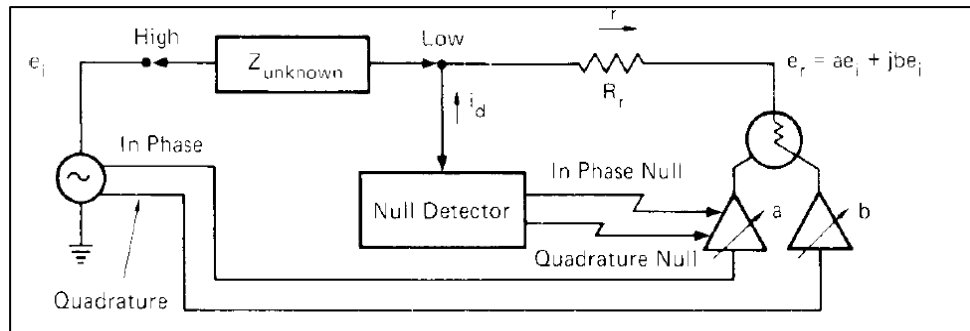 High
Low
r
e_i
Z_unknown
R_r
e_r = ae_i + jbe_i
i_d
In Phase
In Phase Null
Null Detector
a
b
Quadrature Null
Quadrature